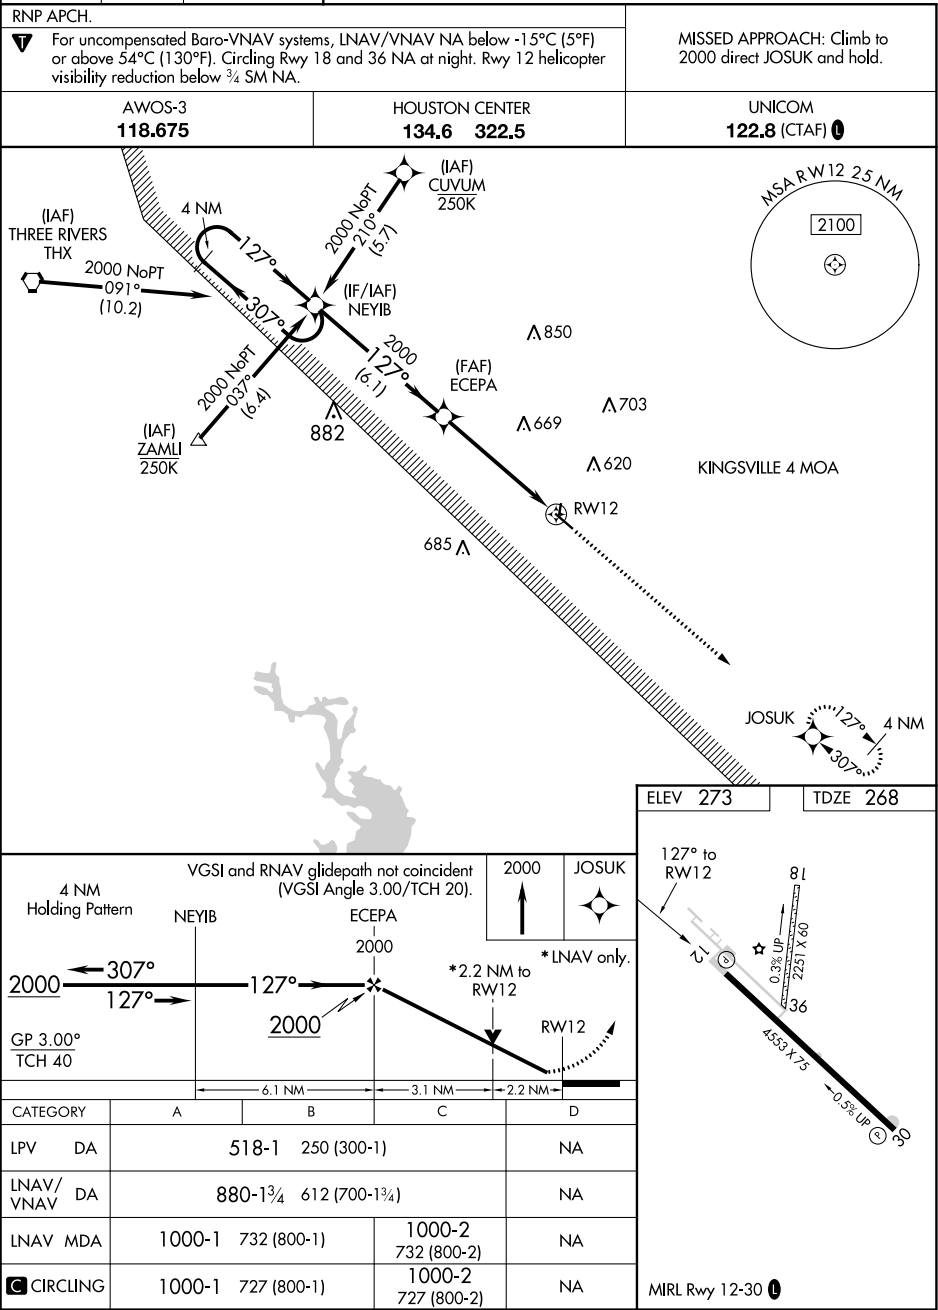 RNP APCH.
T
For uncompensated Baro-VNAV systems, LNAV/VNAV NA below -15°C (5°F)
or above 54°C (130°F). Circling Rwy 18 and 36 NA at night. Rwy 12 helicopter
visibility reduction below ¾ SM NA.
MISSED APPROACH: Climb to
2000 direct JOSUK and hold.
AWOS-3
118.675
HOUSTON CENTER
134.6 322.5
UNICOM
122.8 (CTAF) L
(IAF)
CUVUM
250K
MSA RW12 25 NM
2100
4 NM
(IAF)
THREE RIVERS
THX
2000 NoPT
091°
(10.2)
127°
307°
2000 NoPT
210°
(5.7)
(IF/IAF)
NEYIB
2000 NoPT
037°
(6.4)
(IAF)
ZAMLI
250K
2000
127°
(6.1)
(FAF)
ECEPA
850
882
669
703
620
KINGSVILLE 4 MOA
RW12
685
JOSUK
127°
307°
4 NM
ELEV 273
TDZE 268
127° to
RW12
12
P
18
0.3% UP
2251 X 60
36
4553 X 75
0.5% UP
P
30
MIRL Rwy 12-30 L
4 NM
Holding Pattern
VGSI and RNAV glidepath not coincident
(VGSI Angle 3.00/TCH 20).
2000
JOSUK
NEYIB
ECEPA
2000
*LNAV only.
*2.2 NM to
RW12
2000
307°
127°
127°
2000
RW12
GP 3.00°
TCH 40
6.1 NM
3.1 NM
2.2 NM
CATEGORY A B C D
LPV DA 518-1 250 (300-1) NA
LNAV/
VNAV DA 880-1¾ 612 (700-1¾) NA
LNAV MDA 1000-1 732 (800-1) 1000-2
732 (800-2) NA
C CIRCLING 1000-1 727 (800-1) 1000-2
727 (800-2) NA